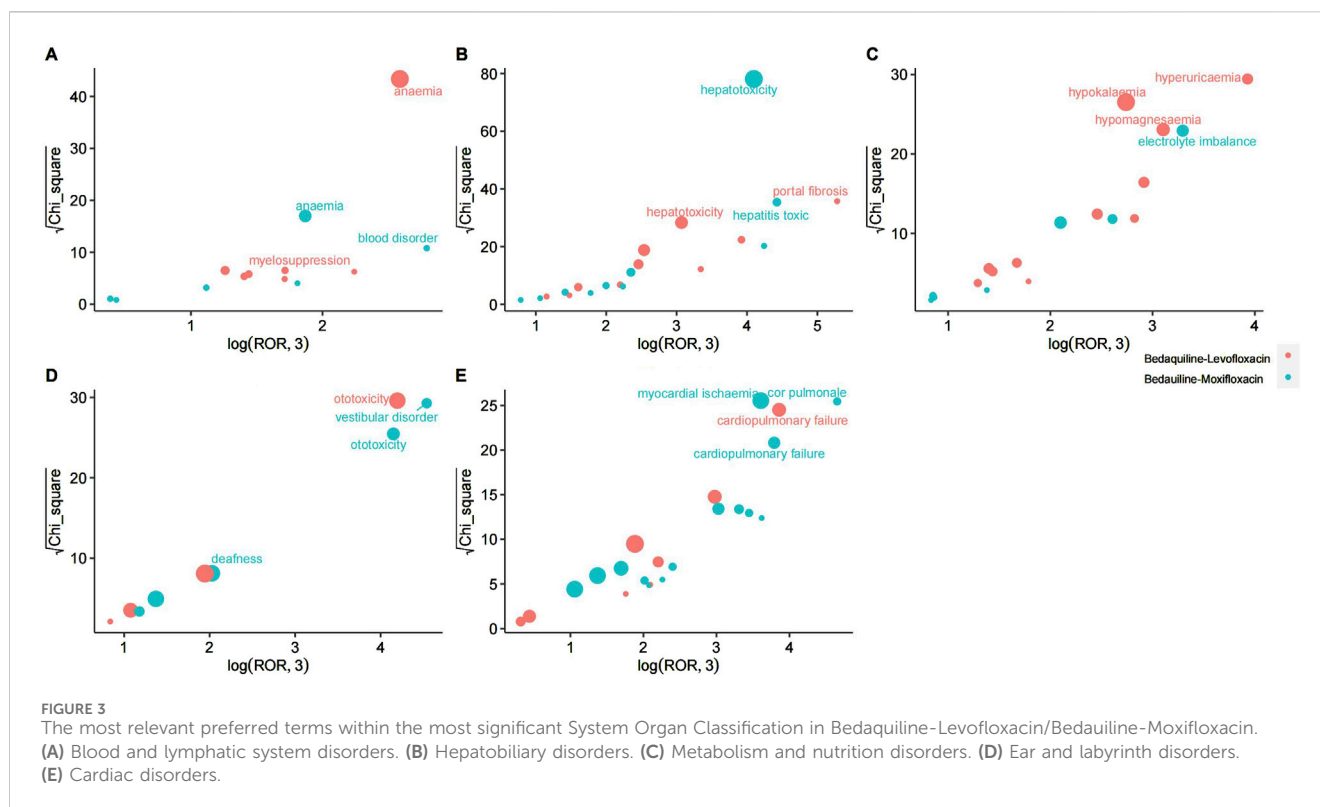 A
√Chi_square
40
30
20
10
0
anaemia
anaemia
blood disorder
myelosuppression
1
2
log(ROR, 3)
B
√Chi_square
80
60
40
20
0
hepatotoxicity
portal fibrosis
hepatotoxicity
hepatitis toxic
1
2
3
4
5
log(ROR, 3)
C
√Chi_square
30
20
10
hyperuricaemia
hypokalaemia
hypomagnesaemia
electrolyte imbalance
1
2
3
4
log(ROR, 3)
Bedaquiline-Levofloxacin
Bedauiline-Moxifloxacin
D
√Chi_square
30
20
10
ototoxicity
vestibular disorder
ototoxicity
deafness
1
2
3
4
log(ROR, 3)
E
√Chi_square
25
20
15
10
5
0
myocardial ischaemia
cor pulmonale
cardiopulmonary failure
cardiopulmonary failure
1
2
3
4
log(ROR, 3)
FIGURE 3
The most relevant preferred terms within the most significant System Organ Classification in Bedaquiline-Levofloxacin/Bedauiline-Moxifloxacin.
(A) Blood and lymphatic system disorders. (B) Hepatobiliary disorders. (C) Metabolism and nutrition disorders. (D) Ear and labyrinth disorders.
(E) Cardiac disorders.